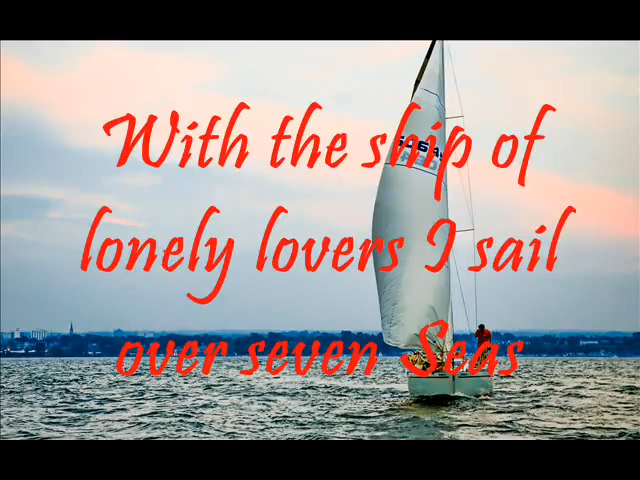 With the ship of
lonely lovers I sail
over seven Seas